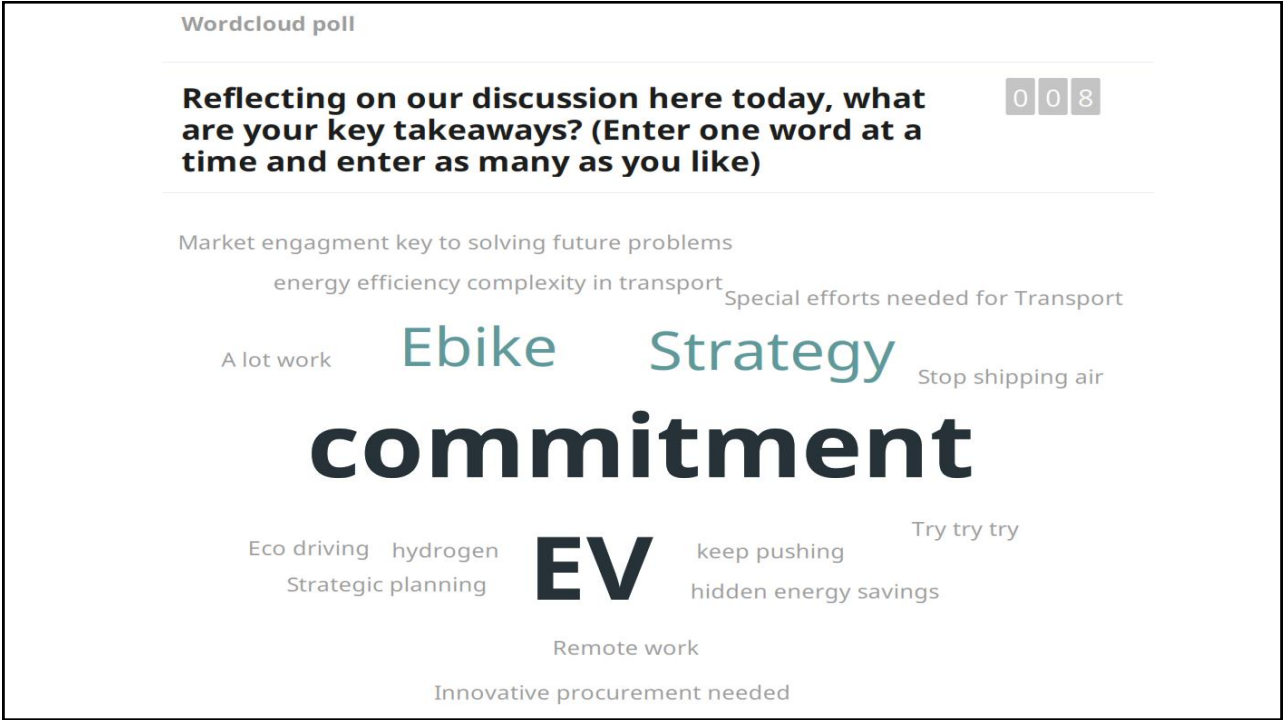 Wordcloud poll
Reflecting on our discussion here today, what
are your key takeaways? (Enter one word at a
time and enter as many as you like)
0 0 8
Market engagment key to solving future problems
energy efficiency complexity in transport
Special efforts needed for Transport
A lot work
Ebike
Strategy
Stop shipping air
commitment
Try try try
Eco driving
hydrogen
EV
keep pushing
Strategic planning
hidden energy savings
Remote work
Innovative procurement needed